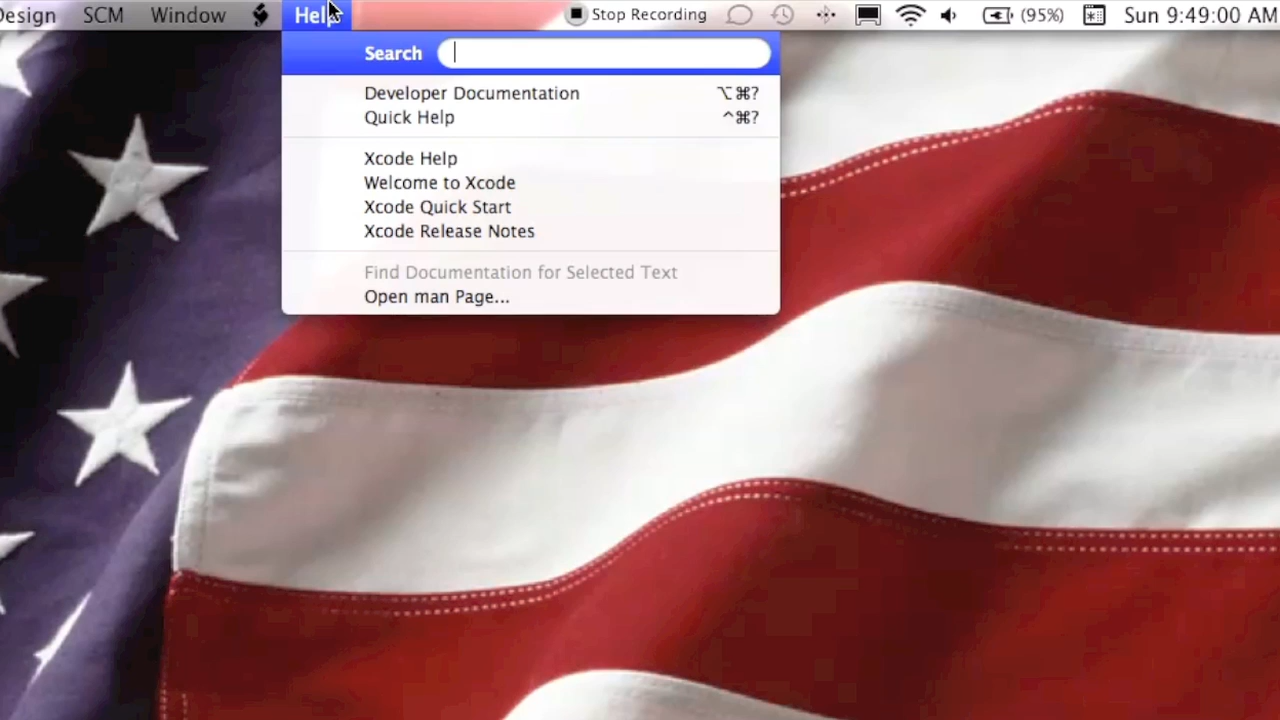 Design SCM Window Help Stop Recording (95%) Sun 9:49:00 AM
Search
Developer Documentation ⌥⌘?
Quick Help ^⌘?
Xcode Help
Welcome to Xcode
Xcode Quick Start
Xcode Release Notes
Find Documentation for Selected Text
Open man Page...